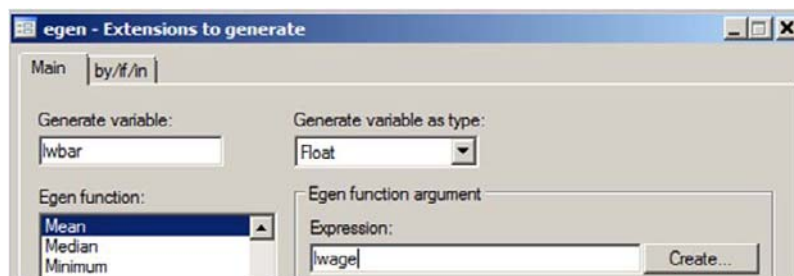 egen - Extensions to generate
Main by/if/in
Generate variable: Generate variable as type:
lwbar Float
Egen function: Egen function argument
Mean Expression:
Median lwage Create...
Minimum